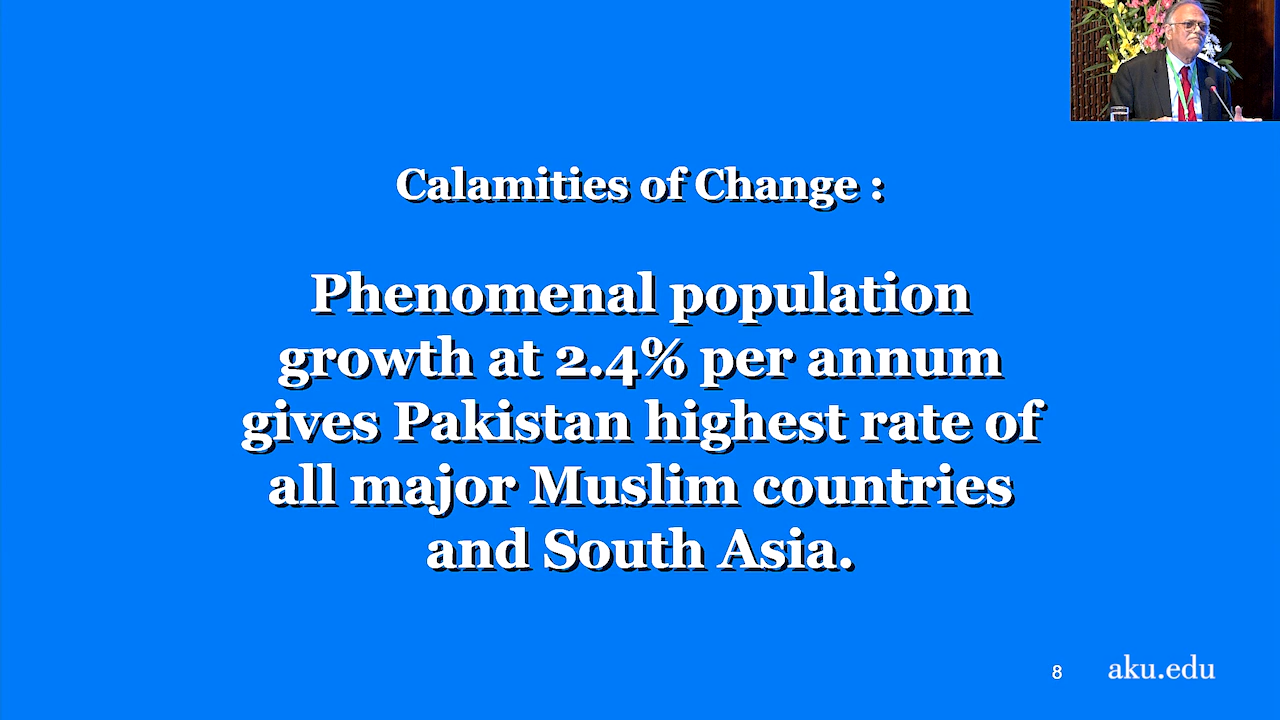 Calamities of Change :
Phenomenal population
growth at 2.4% per annum
gives Pakistan highest rate of
all major Muslim countries
and South Asia.
8
aku.edu